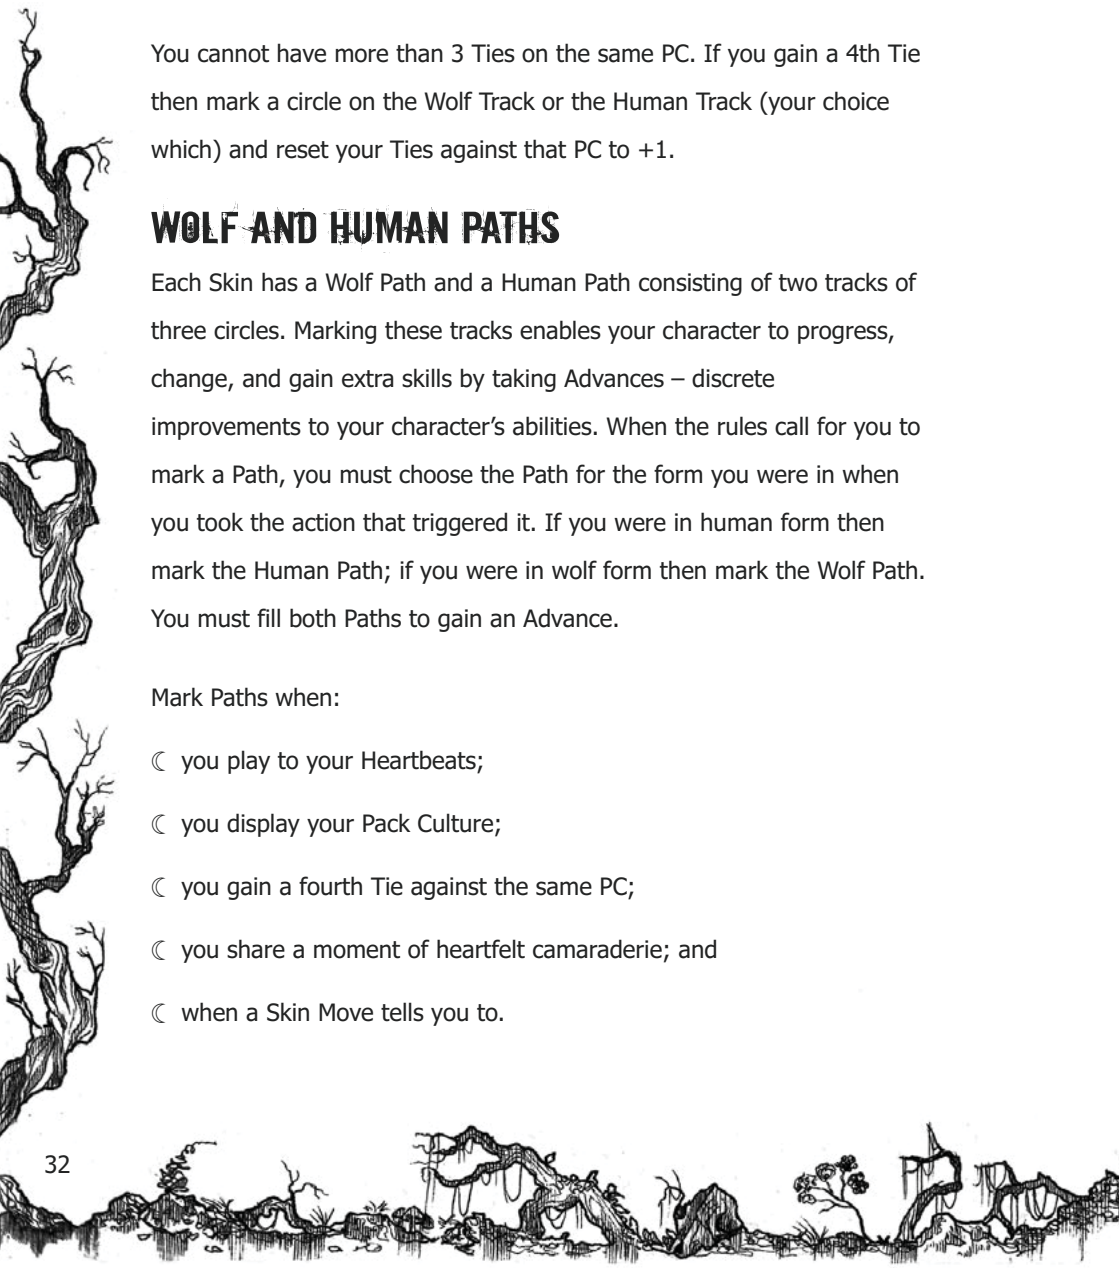 You cannot have more than 3 Ties on the same PC. If you gain a 4th Tie
then mark a circle on the Wolf Track or the Human Track (your choice
which) and reset your Ties against that PC to +1.
WOLF AND HUMAN PATHS
Each Skin has a Wolf Path and a Human Path consisting of two tracks of
three circles. Marking these tracks enables your character to progress,
change, and gain extra skills by taking Advances – discrete
improvements to your character’s abilities. When the rules call for you to
mark a Path, you must choose the Path for the form you were in when
you took the action that triggered it. If you were in human form then
mark the Human Path; if you were in wolf form then mark the Wolf Path.
You must fill both Paths to gain an Advance.
Mark Paths when:
☾ you play to your Heartbeats;
☾ you display your Pack Culture;
☾ you gain a fourth Tie against the same PC;
☾ you share a moment of heartfelt camaraderie; and
☾ when a Skin Move tells you to.
32